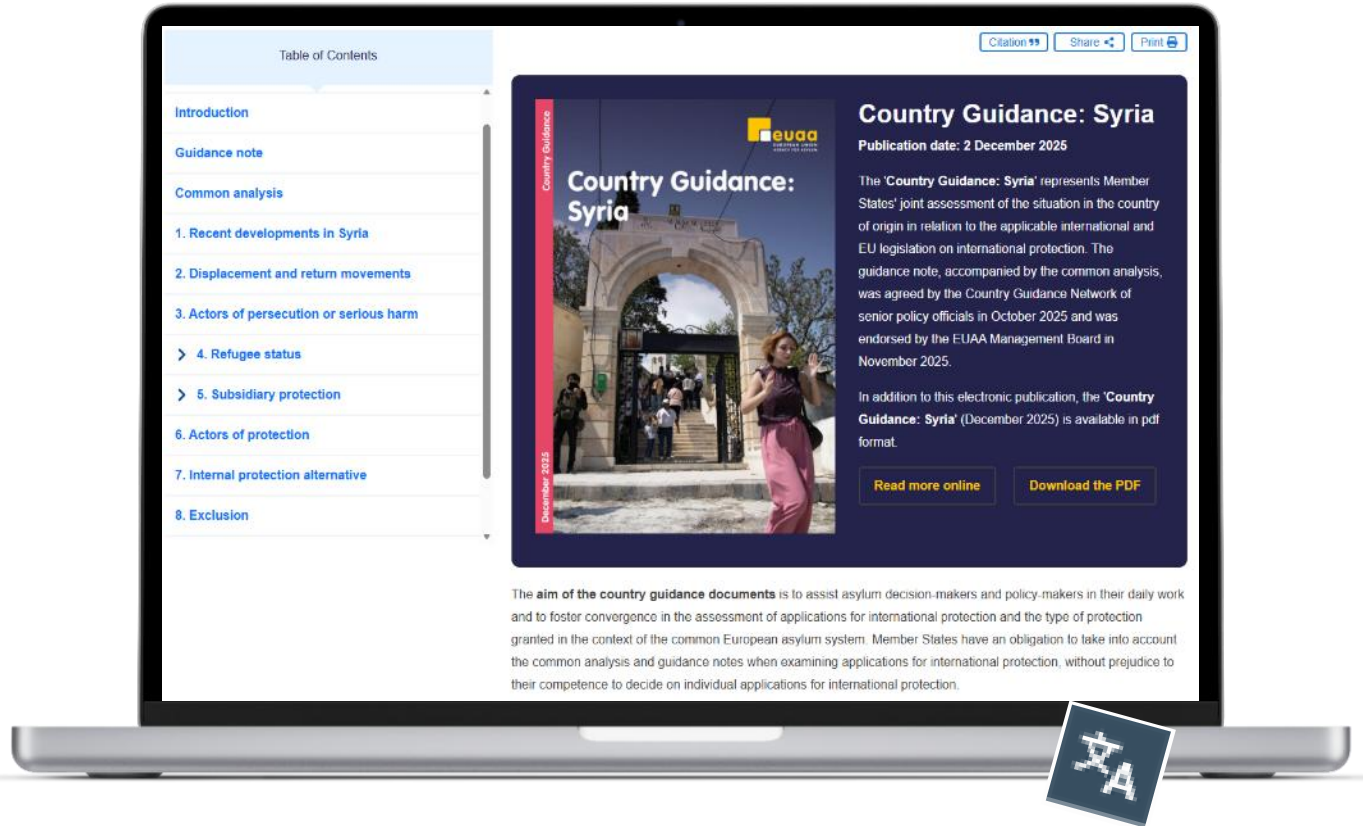 Table of Contents
Introduction
Guidance note
Common analysis
1. Recent developments in Syria
2. Displacement and return movements
3. Actors of persecution or serious harm
4. Refugee status
5. Subsidiary protection
6. Actors of protection
7. Internal protection alternative
8. Exclusion
Citation
Share
Print
Country Guidance
December 2025
euaa
EUROPEAN UNION
AGENCY FOR ASYLUM
Country Guidance:
Syria
Country Guidance: Syria
Publication date: 2 December 2025
The 'Country Guidance: Syria' represents Member
States' joint assessment of the situation in the country
of origin in relation to the applicable international and
EU legislation on international protection. The
guidance note, accompanied by the common analysis,
was agreed by the Country Guidance Network of
senior policy officials in October 2025 and was
endorsed by the EUAA Management Board in
November 2025.
In addition to this electronic publication, the 'Country
Guidance: Syria' (December 2025) is available in pdf
format.
Read more online
Download the PDF
The aim of the country guidance documents is to assist asylum decision-makers and policy-makers in their daily work
and to foster convergence in the assessment of applications for international protection and the type of protection
granted in the context of the common European asylum system. Member States have an obligation to take into account
the common analysis and guidance notes when examining applications for international protection, without prejudice to
their competence to decide on individual applications for international protection.
文A